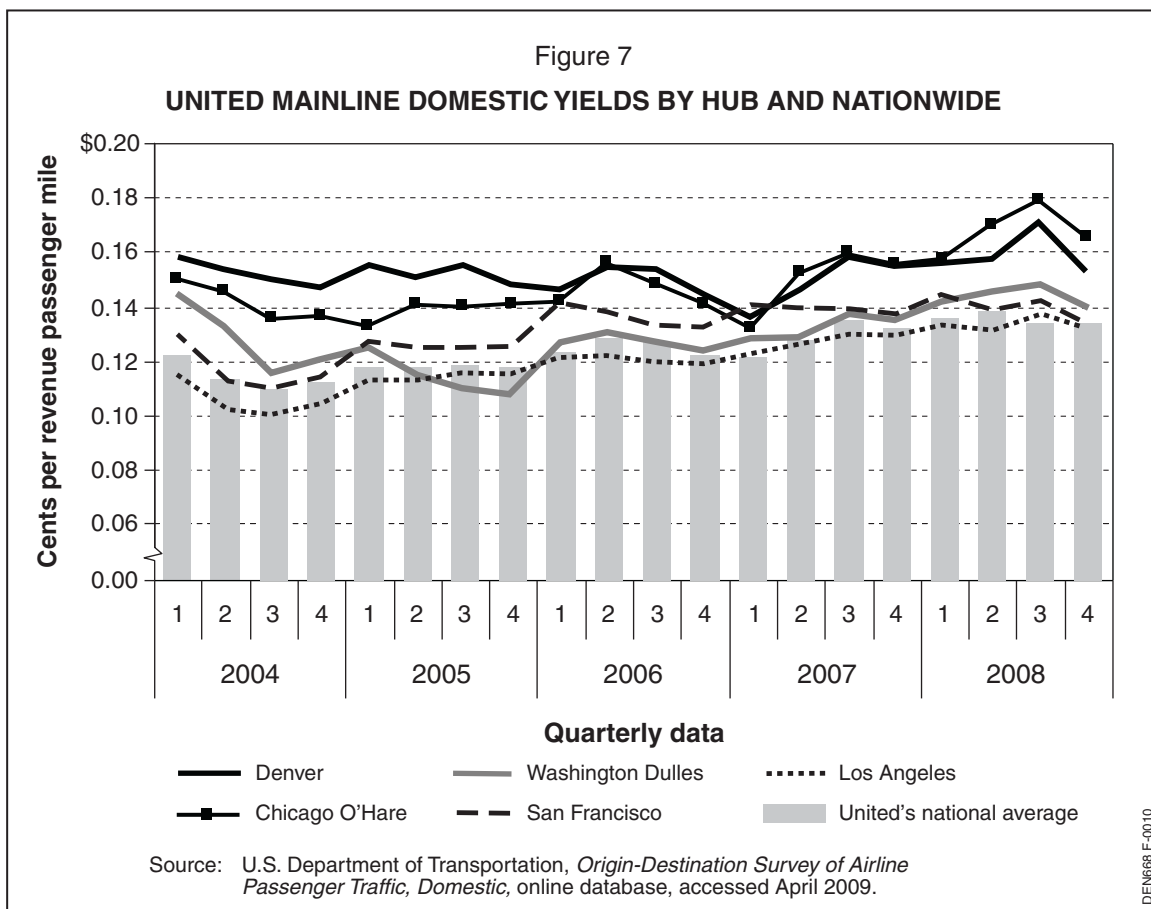 Figure 7
UNITED MAINLINE DOMESTIC YIELDS BY HUB AND NATIONWIDE
Cents per revenue passenger mile
$0.20
0.18
0.16
0.14
0.12
0.10
0.08
0.06
0.00
1 2 3 4 1 2 3 4 1 2 3 4 1 2 3 4 1 2 3 4
2004 2005 2006 2007 2008
Quarterly data
Denver Washington Dulles Los Angeles
Chicago O'Hare San Francisco United's national average
Source: U.S. Department of Transportation, Origin-Destination Survey of Airline
Passenger Traffic, Domestic, online database, accessed April 2009.
DEN668 F-0010